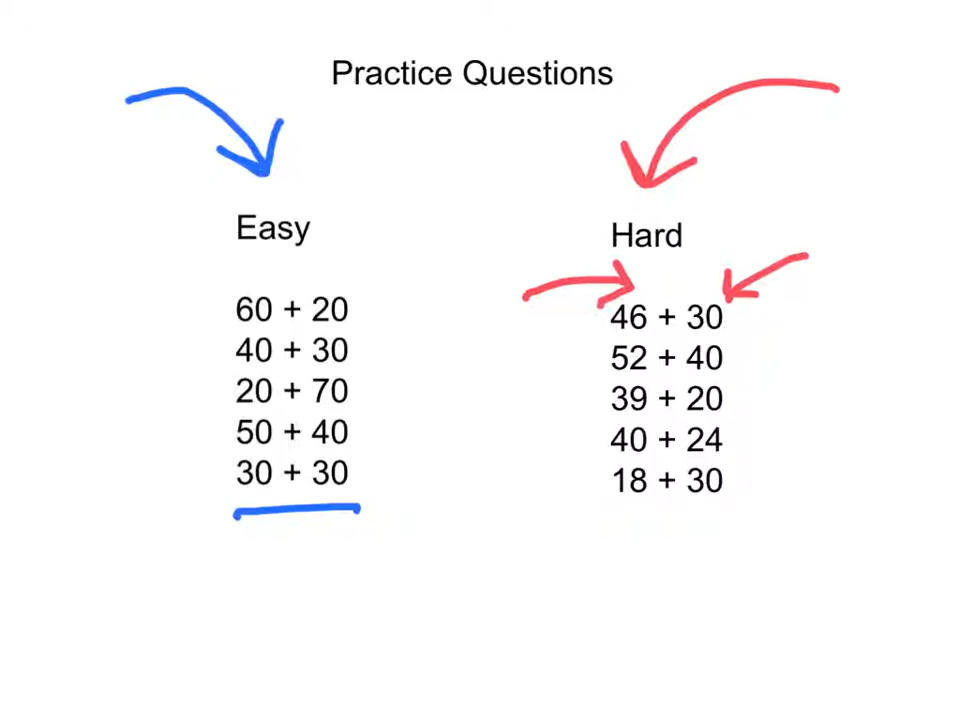 Practice Questions
Easy
60 + 20
40 + 30
20 + 70
50 + 40
30 + 30
Hard
46 + 30
52 + 40
39 + 20
40 + 24
18 + 30